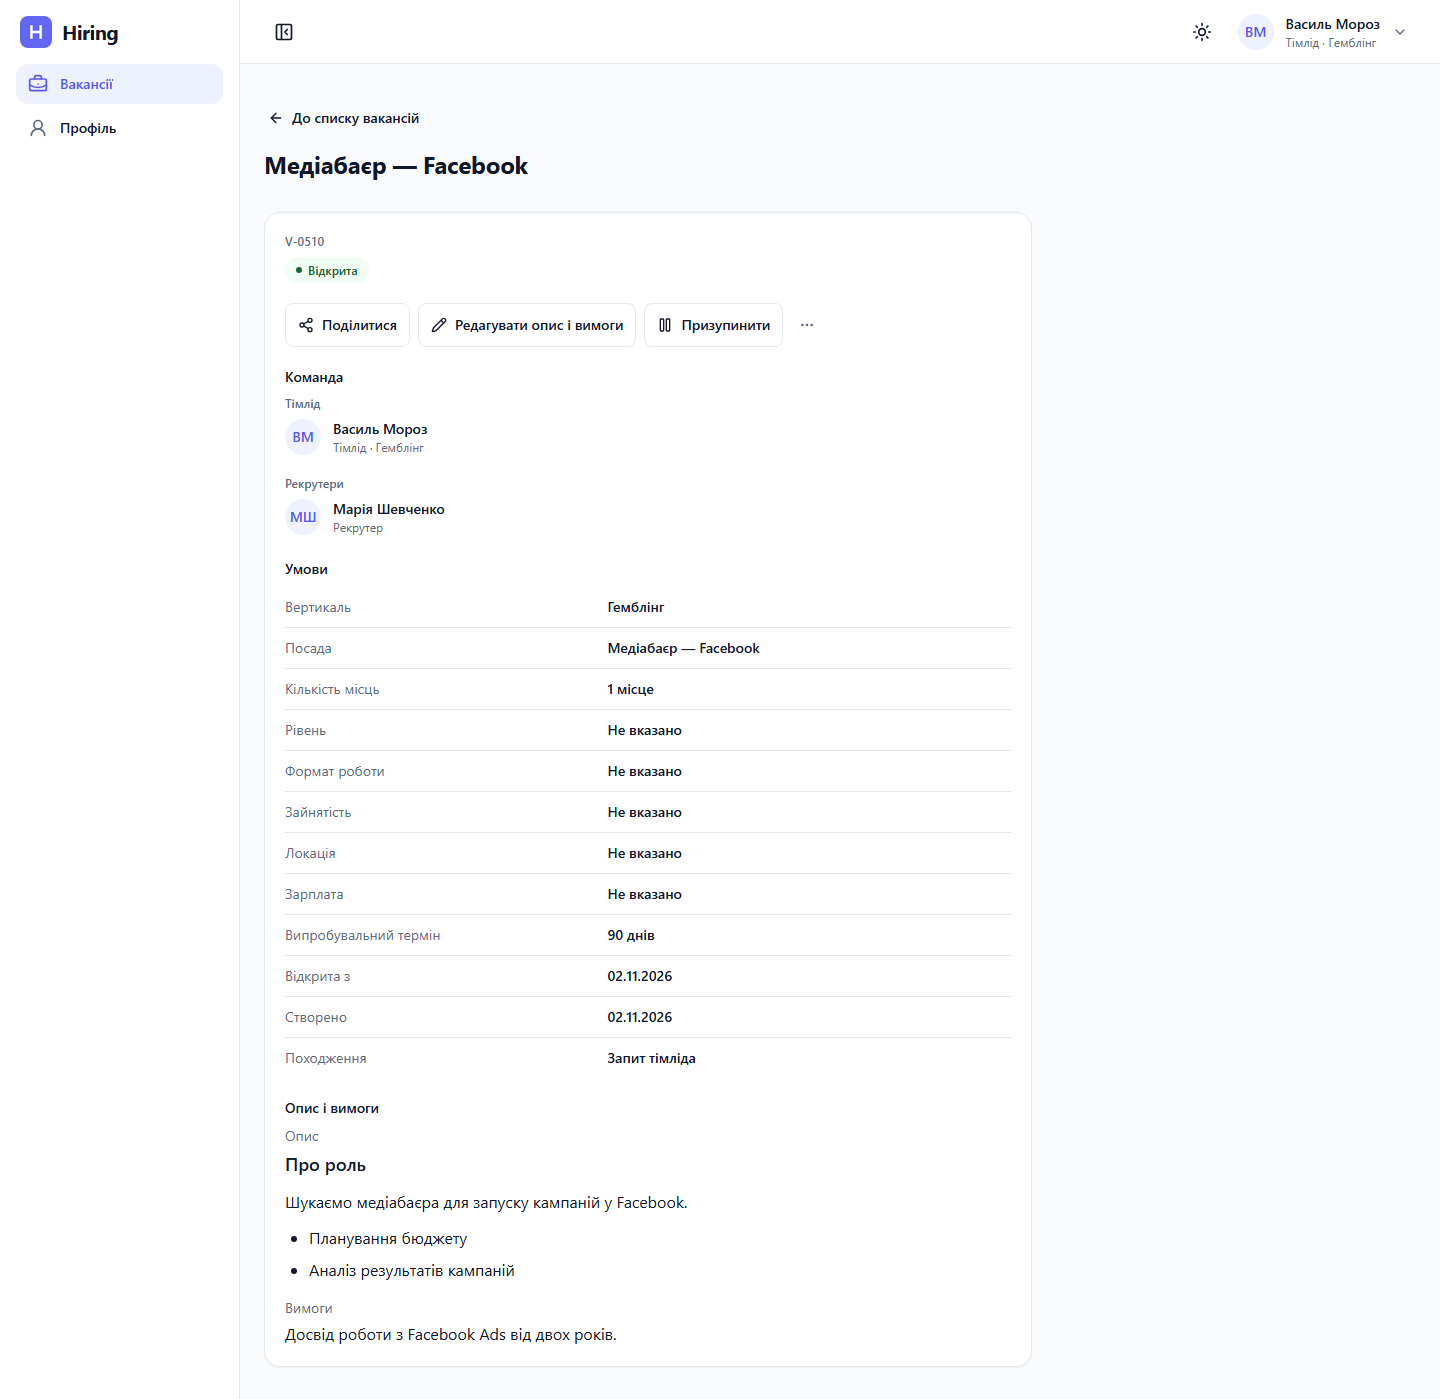 H Hiring
Вакансії
Профіль
ВМ
Василь Мороз
Тімлід · Гемблінг
До списку вакансій
Медіабаєр — Facebook
V-0510
Відкрита
Поділитися
Редагувати опис і вимоги
Призупинити
Команда
Тімлід
ВМ
Василь Мороз
Тімлід · Гемблінг
Рекрутери
МШ
Марія Шевченко
Рекрутер
Умови
Вертикаль Гемблінг
Посада Медіабаєр — Facebook
Кількість місць 1 місце
Рівень Не вказано
Формат роботи Не вказано
Зайнятість Не вказано
Локація Не вказано
Зарплата Не вказано
Випробувальний термін 90 днів
Відкрита з 02.11.2026
Створено 02.11.2026
Походження Запит тімліда
Опис і вимоги
Опис
Про роль
Шукаємо медіабаєра для запуску кампаній у Facebook.
• Планування бюджету
• Аналіз результатів кампаній
Вимоги
Досвід роботи з Facebook Ads від двох років.